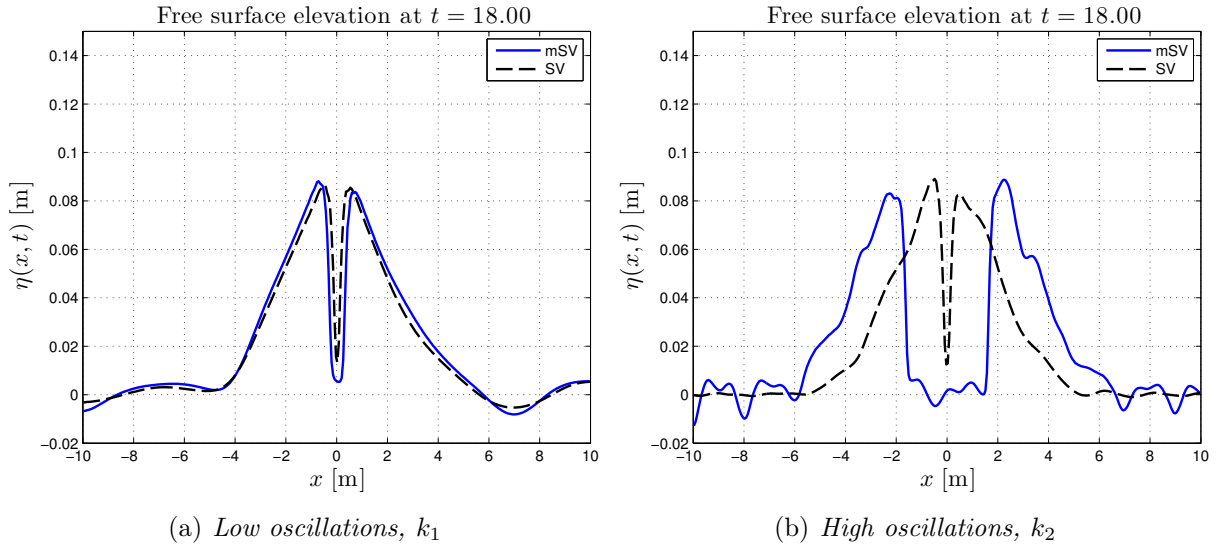 Free surface elevation at t = 18.00
mSV
SV
0.14
0.12
0.1
0.08
0.06
0.04
0.02
0
−0.02
η(x, t) [m]
−10 −8 −6 −4 −2 0 2 4 6 8 10
x [m]
(a) Low oscillations, k₁
Free surface elevation at t = 18.00
mSV
SV
0.14
0.12
0.1
0.08
0.06
0.04
0.02
0
−0.02
η(x, t) [m]
−10 −8 −6 −4 −2 0 2 4 6 8 10
x [m]
(b) High oscillations, k₂